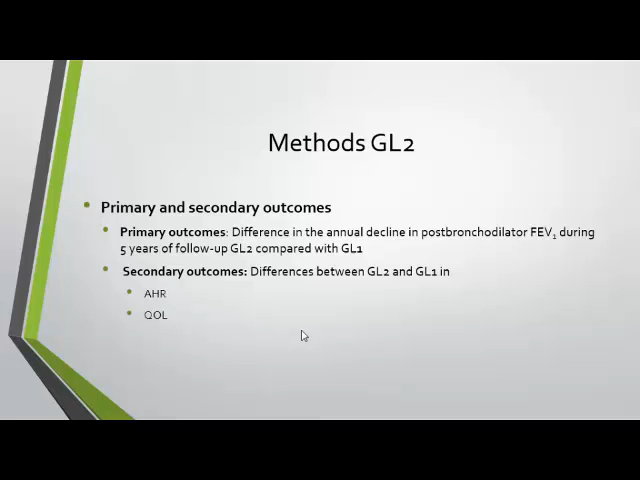 Methods GL2
• Primary and secondary outcomes
• Primary outcomes: Difference in the annual decline in postbronchodilator FEV₁ during
5 years of follow-up GL2 compared with GL1
• Secondary outcomes: Differences between GL2 and GL1 in
• AHR
• QOL